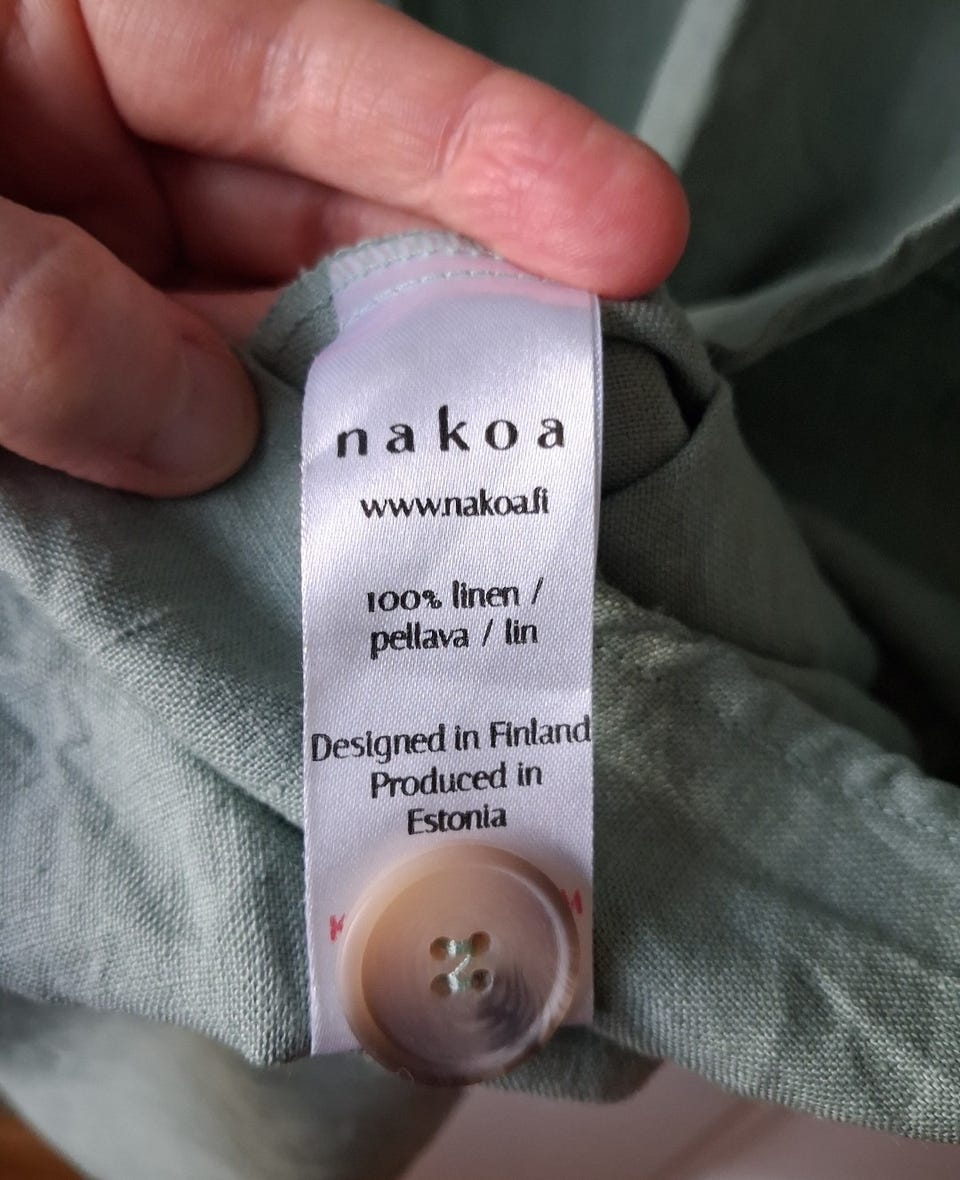 nakoa
www.nakoa.fi
100% linen /
pellava / lin
Designed in Finland
Produced in
Estonia